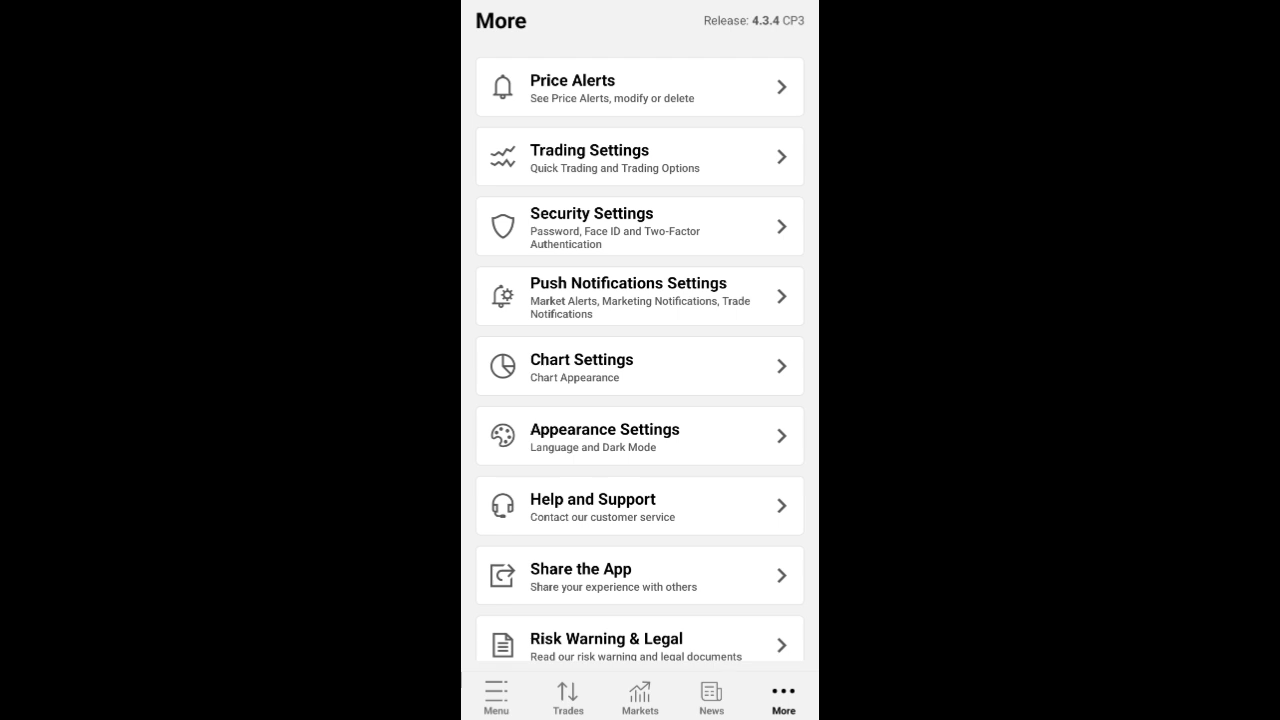 More
Release: 4.3.4 CP3
Price Alerts
See Price Alerts, modify or delete
Trading Settings
Quick Trading and Trading Options
Security Settings
Password, Face ID and Two-Factor
Authentication
Push Notifications Settings
Market Alerts, Marketing Notifications, Trade
Notifications
Chart Settings
Chart Appearance
Appearance Settings
Language and Dark Mode
Help and Support
Contact our customer service
Share the App
Share your experience with others
Risk Warning & Legal
Read our risk warning and legal documents
Menu
Trades
Markets
News
More